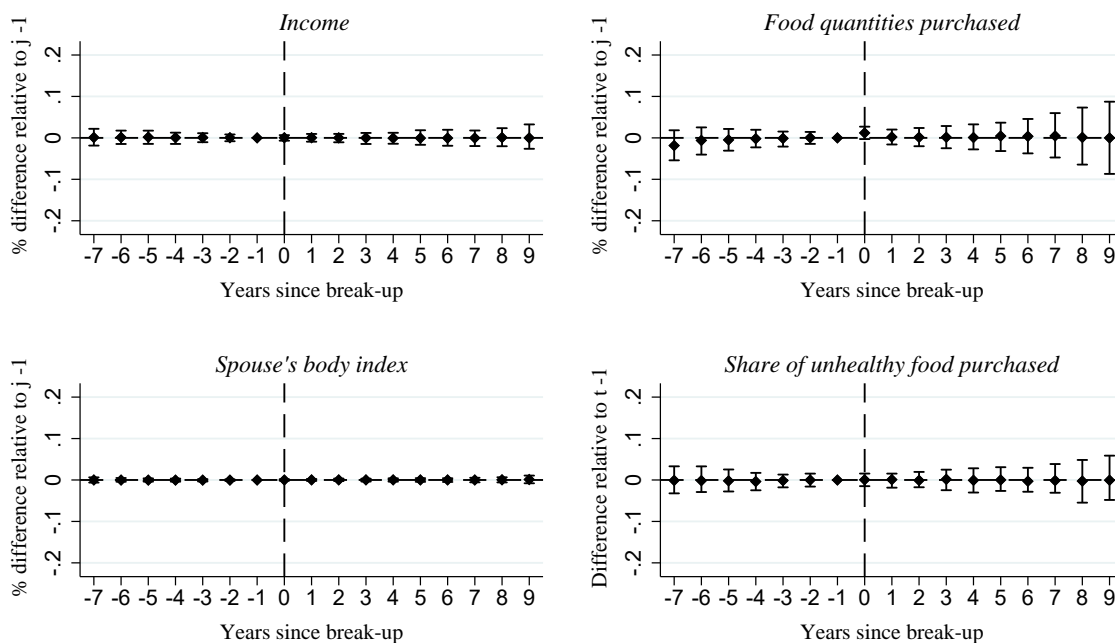 Income
% difference relative to j -1
.2
.1
0
-.1
-.2
-7 -6 -5 -4 -3 -2 -1 0 1 2 3 4 5 6 7 8 9
Years since break-up
Food quantities purchased
% difference relative to j -1
.2
.1
0
-.1
-.2
-7 -6 -5 -4 -3 -2 -1 0 1 2 3 4 5 6 7 8 9
Years since break-up
Spouse's body index
% difference relative to j -1
.2
.1
0
-.1
-.2
-7 -6 -5 -4 -3 -2 -1 0 1 2 3 4 5 6 7 8 9
Years since break-up
Share of unhealthy food purchased
Difference relative to t -1
.2
.1
0
-.1
-.2
-7 -6 -5 -4 -3 -2 -1 0 1 2 3 4 5 6 7 8 9
Years since break-up